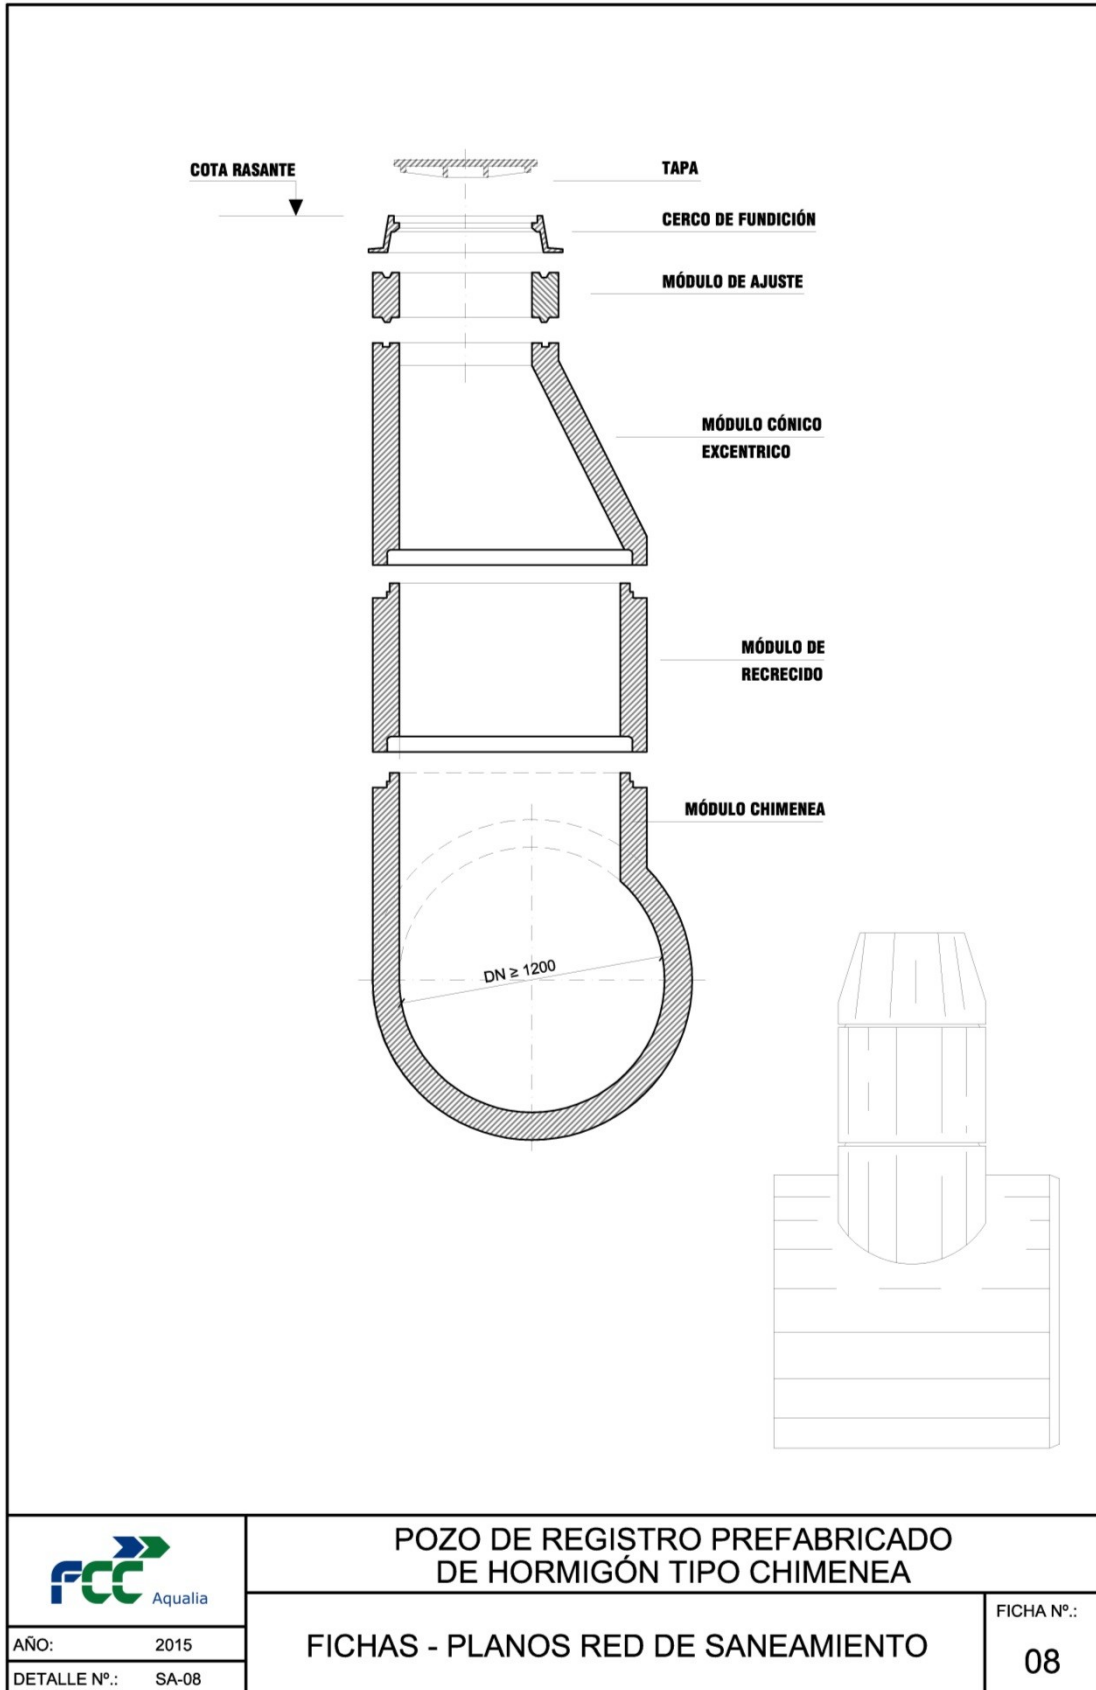 COTA RASANTE
TAPA
CERCO DE FUNDICIÓN
MÓDULO DE AJUSTE
MÓDULO CÓNICO
EXCENTRICO
MÓDULO DE
RECRECIDO
MÓDULO CHIMENEA
DN ≥ 1200
FCC Aqualia
POZO DE REGISTRO PREFABRICADO
DE HORMIGÓN TIPO CHIMENEA
AÑO: 2015
DETALLE Nº.: SA-08
FICHAS - PLANOS RED DE SANEAMIENTO
FICHA Nº.:
08